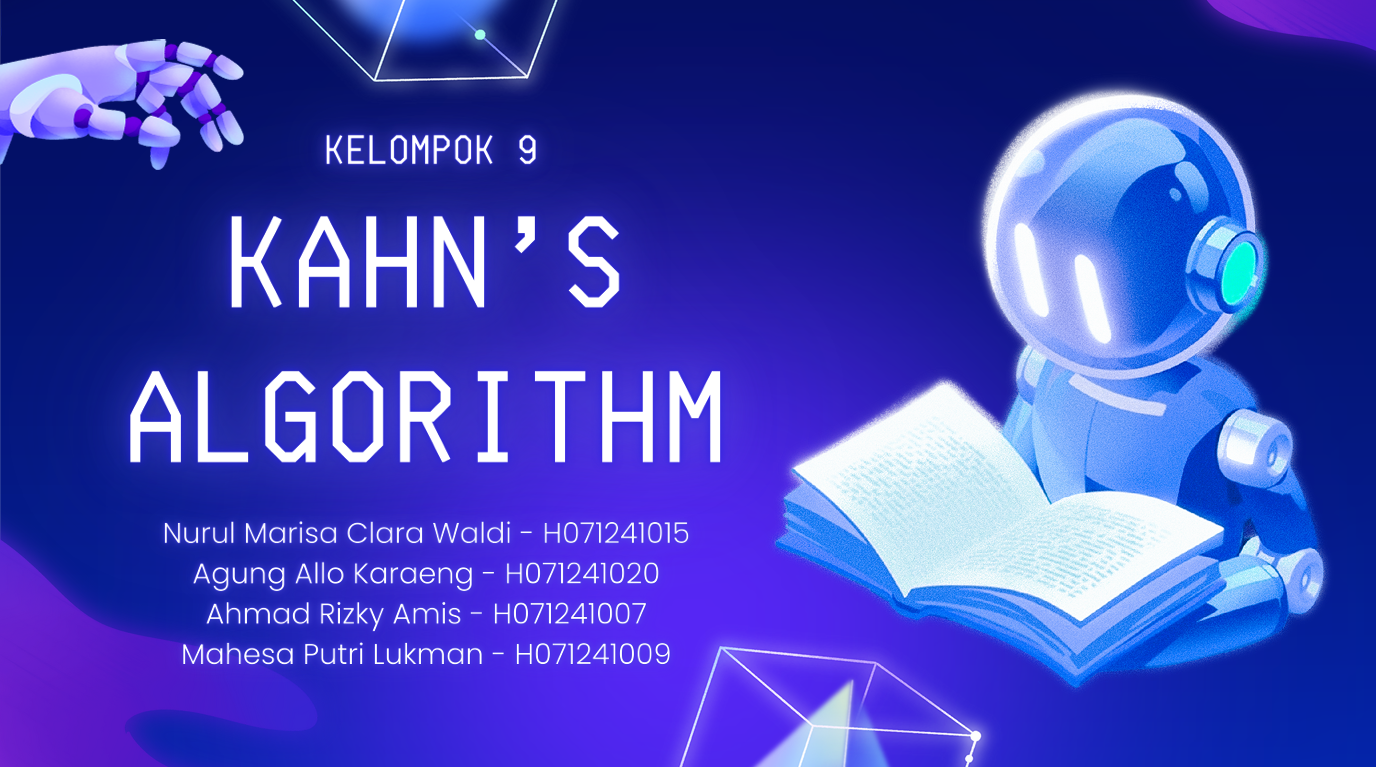 KELOMPOK 9
KAHN'S
ALGORITHM
Nurul Marisa Clara Waldi - H071241015
Agung Allo Karaeng - H071241020
Ahmad Rizky Amis - H071241007
Mahesa Putri Lukman - H071241009